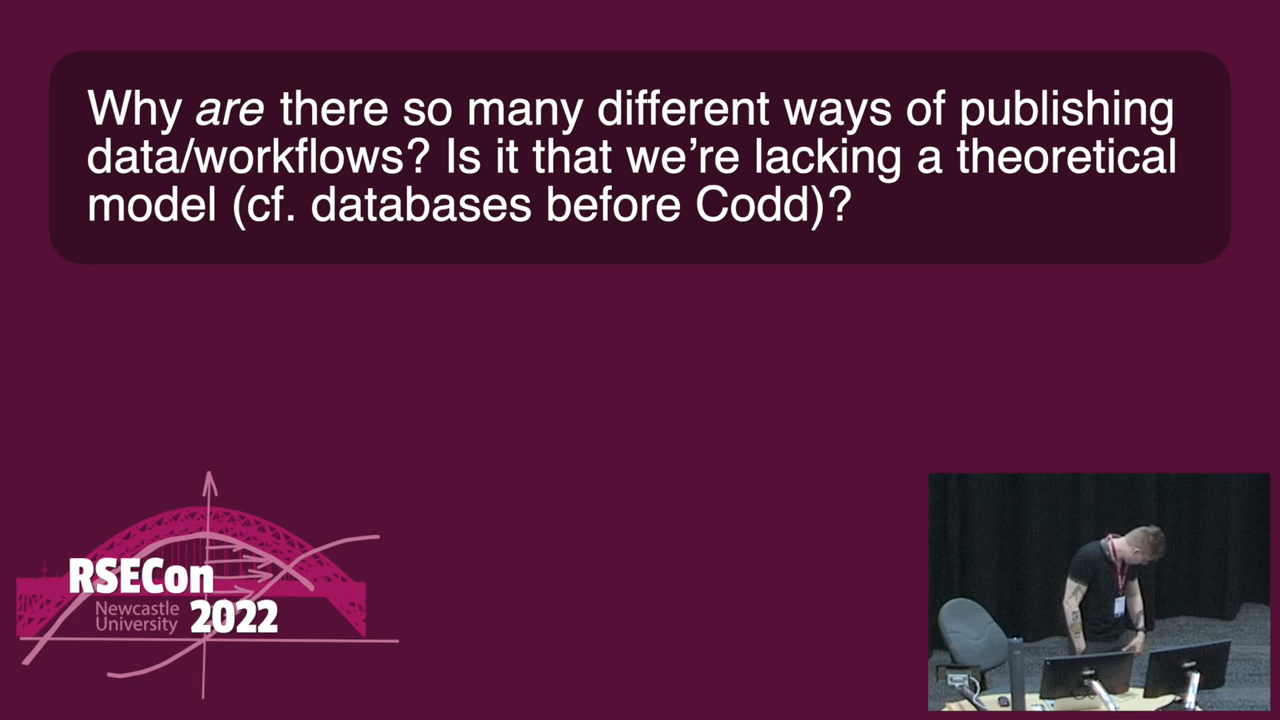 Why are there so many different ways of publishing
data/workflows? Is it that we’re lacking a theoretical
model (cf. databases before Codd)?
RSECon
Newcastle
University 2022